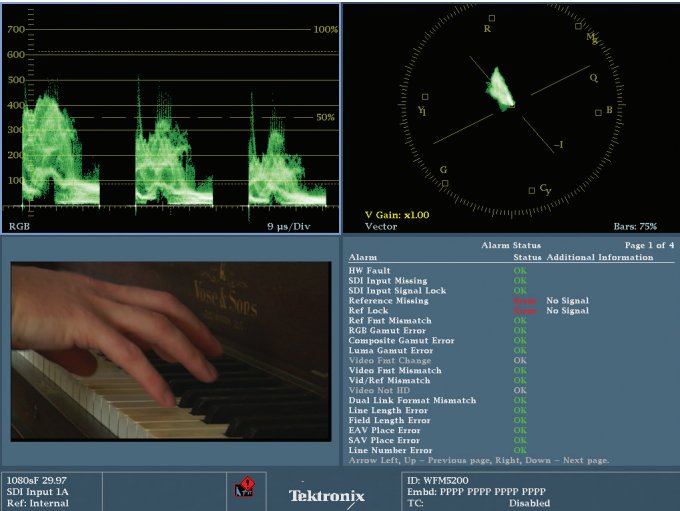 700
600
500
400
300
200
100
100%
50%
RGB
9 µs/Div
R
Mg
Q
B
-I
Cy
G
Yl
V Gain: x1.00
Vector
Bars: 75%
Vose & Sons
Alarm Status
Page 1 of 4
Alarm Status Additional Information
HW Fault OK
SDI Input Missing OK
SDI Input Signal Lock OK
Reference Missing No Signal
Ref Lock No Signal
Ref Fmt Mismatch OK
RGB Gamut Error OK
Composite Gamut Error OK
Luma Gamut Error OK
Video Fmt Change OK
Video Fmt Mismatch OK
Vid/Ref Mismatch OK
Video Not HD OK
Dual Link Format Mismatch OK
Line Length Error OK
Field Length Error OK
EAV Place Error OK
SAV Place Error OK
Line Number Error OK
Arrow Left, Up - Previous page, Right, Down - Next page.
1080sF 29.97
SDI Input 1A
Ref: Internal
Tektronix
ID: WFM5200
Embd: PPPP PPPP PPPP PPPP
TC: Disabled